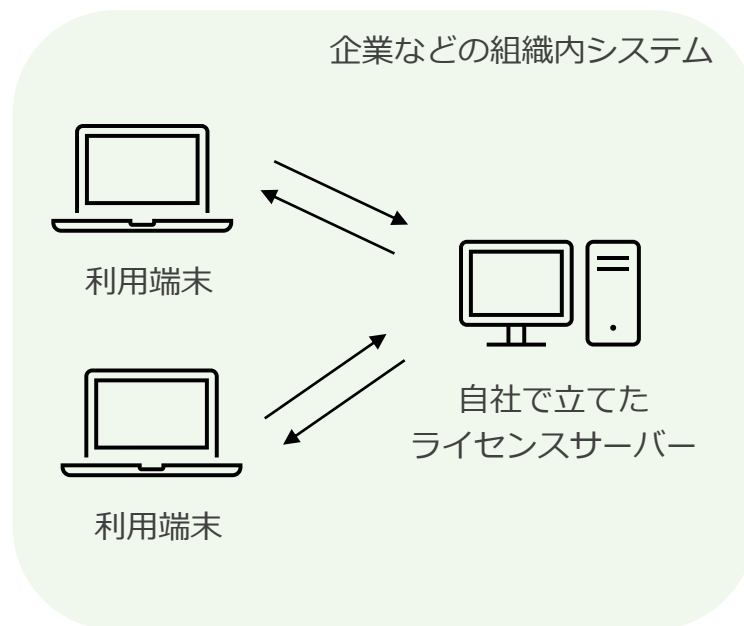 企業などの組織内システム
利用端末
自社で立てた
ライセンスサーバー
利用端末